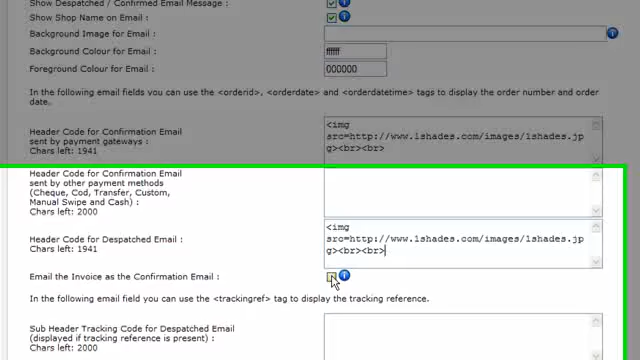 Show Despatched / Confirmed Email Message :
Show Shop Name on Email :
Background Image for Email :
Background Colour for Email :
ffffff
Foreground Colour for Email :
000000
In the following email fields you can use the <orderid>, <orderdate> and <orderdatetime> tags to display the order number and order
date.
Header Code for Confirmation Email
sent by payment gateways :
Chars left: 1941
<img
src=http://www.1shades.com/images/1shades.jp
g><br><br>
Header Code for Confirmation Email
sent by other payment methods
(Cheque, Cod, Transfer, Custom,
Manual Swipe and Cash) :
Chars left: 2000
Header Code for Despatched Email :
Chars left: 1941
<img
src=http://www.1shades.com/images/1shades.jp
g><br><br>
Email the Invoice as the Confirmation Email :
In the following email field you can use the <trackingref> tag to display the tracking reference.
Sub Header Tracking Code for Despatched Email
(displayed if tracking reference is present) :
Chars left: 2000